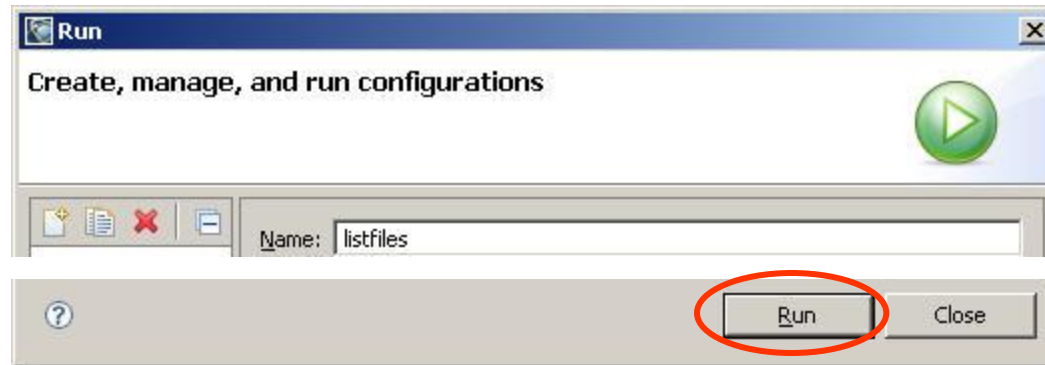 Run
Create, manage, and run configurations
Name: listfiles
Run Close